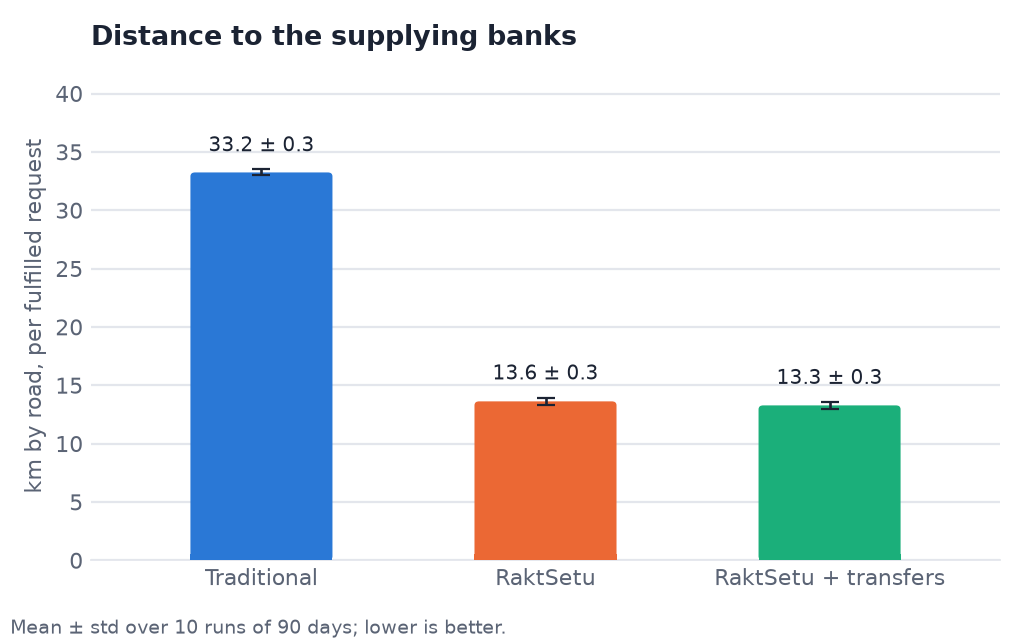 Distance to the supplying banks
km by road, per fulfilled request
40
35
30
25
20
15
10
5
0
33.2 ± 0.3
13.6 ± 0.3
13.3 ± 0.3
Traditional
RaktSetu
RaktSetu + transfers
Mean ± std over 10 runs of 90 days; lower is better.